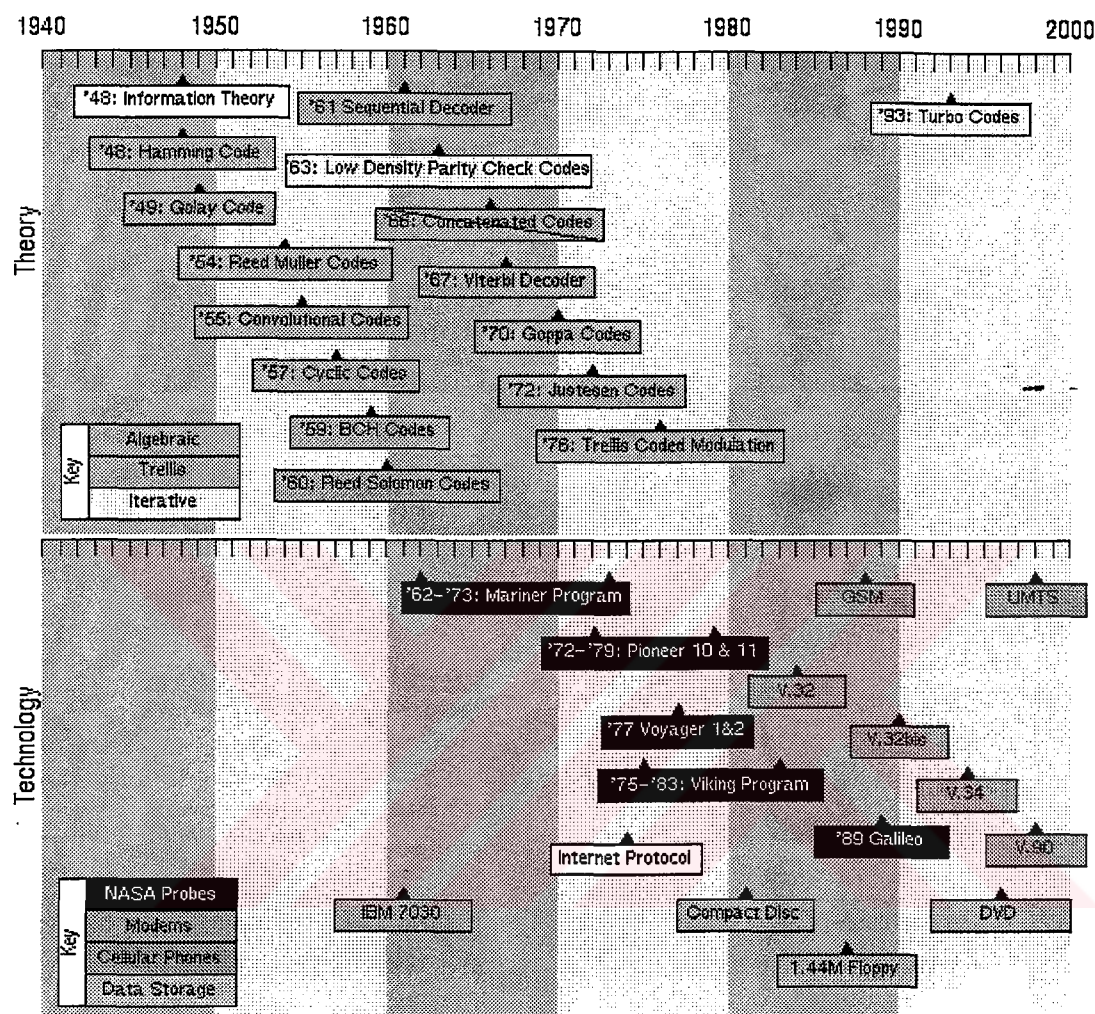 1940 1950 1960 1970 1980 1990 2000
Theory
'48: Information Theory
'61 Sequential Decoder
'93: Turbo Codes
'48: Hamming Code
'63: Low Density Parity Check Codes
'49: Golay Code
'66: Concatenated Codes
'54: Reed Muller Codes
'67: Viterbi Decoder
'55: Convolutional Codes
'70: Goppa Codes
'57: Cyclic Codes
'72: Justesen Codes
'59: BCH Codes
'76: Trellis Coded Modulation
'60: Reed Solomon Codes
Key
Algebraic
Trellis
Iterative
Technology
'62-'73: Mariner Program
GSM
UMTS
'72-'79: Pioneer 10 & 11
V.32
'77 Voyager 1&2
V.32bis
'75-'83: Viking Program
V.34
'89 Galileo
V.90
Internet Protocol
IBM 7030
Compact Disc
DVD
1.44M Floppy
Key
NASA Probes
Modems
Cellular Phones
Data Storage